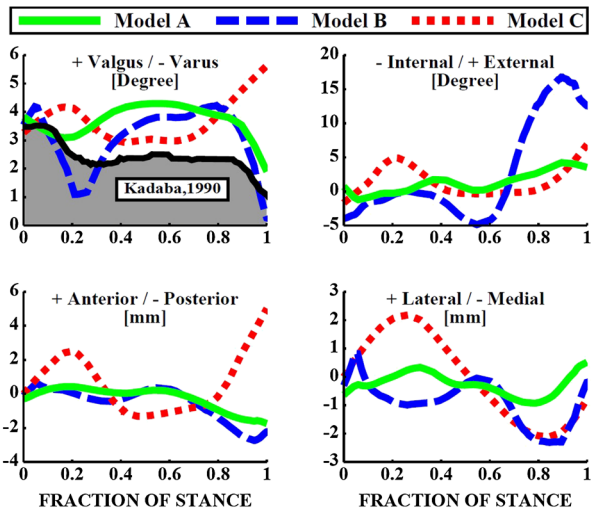 Model A Model B Model C
+ Valgus / - Varus
[Degree]
6
5
4
3
2
1
0
Kadaba,1990
0 0.2 0.4 0.6 0.8 1
- Internal / + External
[Degree]
20
15
10
5
0
-5
0 0.2 0.4 0.6 0.8 1
+ Anterior / - Posterior
[mm]
6
4
2
0
-2
-4
0 0.2 0.4 0.6 0.8 1
FRACTION OF STANCE
+ Lateral / - Medial
[mm]
3
2
1
0
-1
-2
-3
0 0.2 0.4 0.6 0.8 1
FRACTION OF STANCE